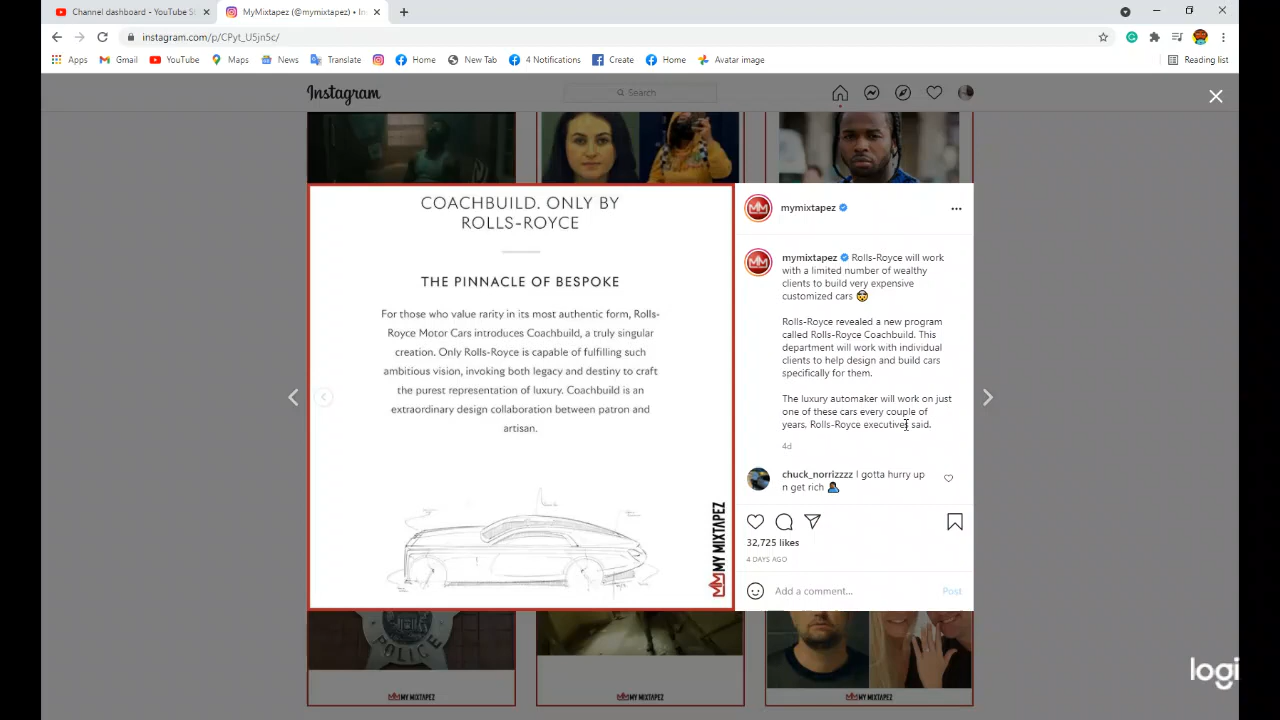 Channel dashboard - YouTube S
MyMixtapez (@mymixtapez) • In
instagram.com/p/CPyt_U5jn5c/
Apps
Gmail
YouTube
Maps
News
Translate
Home
New Tab
4 Notifications
Create
Home
Avatar image
Reading list
Instagram
Search
COACHBUILD. ONLY BY
ROLLS-ROYCE
THE PINNACLE OF BESPOKE
For those who value rarity in its most authentic form, Rolls-
Royce Motor Cars introduces Coachbuild, a truly singular
creation. Only Rolls-Royce is capable of fulfilling such
ambitious vision, invoking both legacy and destiny to craft
the purest representation of luxury. Coachbuild is an
extraordinary design collaboration between patron and
artisan.
MY MIXTAPEZ
mymixtapez
mymixtapez Rolls-Royce will work
with a limited number of wealthy
clients to build very expensive
customized cars 🤯
Rolls-Royce revealed a new program
called Rolls-Royce Coachbuild. This
department will work with individual
clients to help design and build cars
specifically for them.
The luxury automaker will work on just
one of these cars every couple of
years, Rolls-Royce executives said.
4d
chuck_norrizzzz I gotta hurry up
n get rich
32,725 likes
4 DAYS AGO
Add a comment...
Post
POLICE
MY MIXTAPEZ
MY MIXTAPEZ
MY MIXTAPEZ
logi